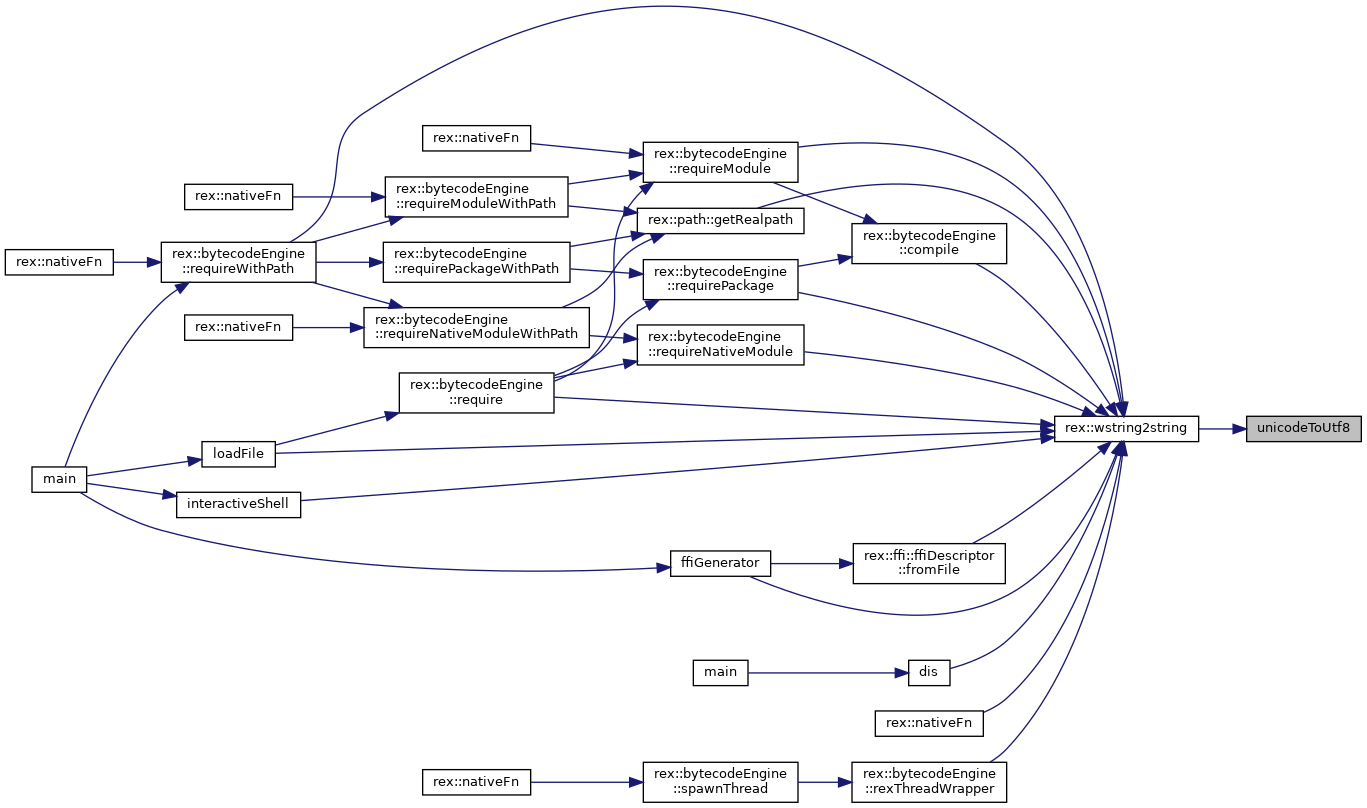 rex::nativeFn
rex::bytecodeEngine
::requireModule
rex::bytecodeEngine
::requireModuleWithPath
rex::nativeFn
rex::path::getRealpath
rex::bytecodeEngine
::compile
rex::bytecodeEngine
::requireWithPath
rex::nativeFn
rex::bytecodeEngine
::requirePackageWithPath
rex::bytecodeEngine
::requirePackage
rex::nativeFn
rex::bytecodeEngine
::requireNativeModuleWithPath
rex::bytecodeEngine
::requireNativeModule
rex::bytecodeEngine
::require
rex::wstring2string
unicodeToUtf8
loadFile
main
interactiveShell
ffiGenerator
rex::ffi::ffiDescriptor
::fromFile
main
dis
rex::nativeFn
rex::nativeFn
rex::bytecodeEngine
::spawnThread
rex::bytecodeEngine
::rexThreadWrapper